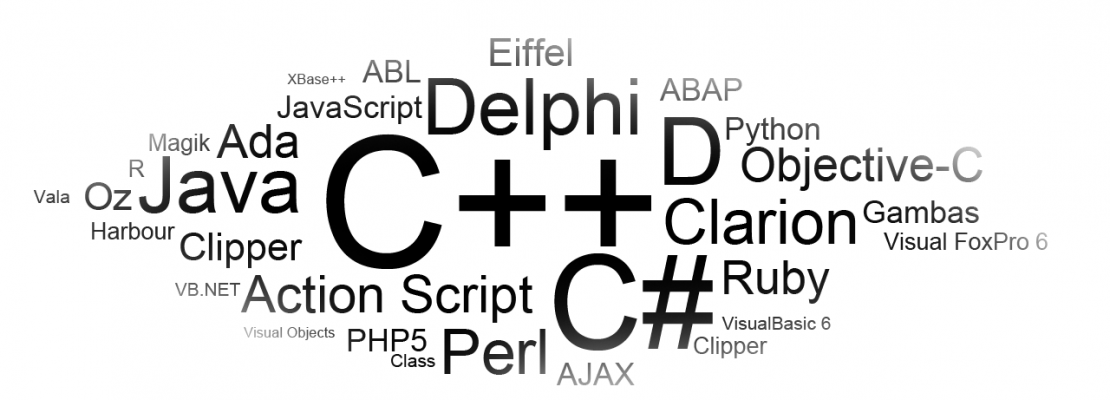 Eiffel
XBase++
ABL
Delphi
ABAP
JavaScript
Python
Magik
Ada
C++
D
Objective-C
R
Java
Vala
Oz
Clarion
Gambas
Harbour
Clipper
Visual FoxPro 6
VB.NET
Action Script
C#
Ruby
Visual Objects
PHP5
VisualBasic 6
Class
Perl
Clipper
AJAX